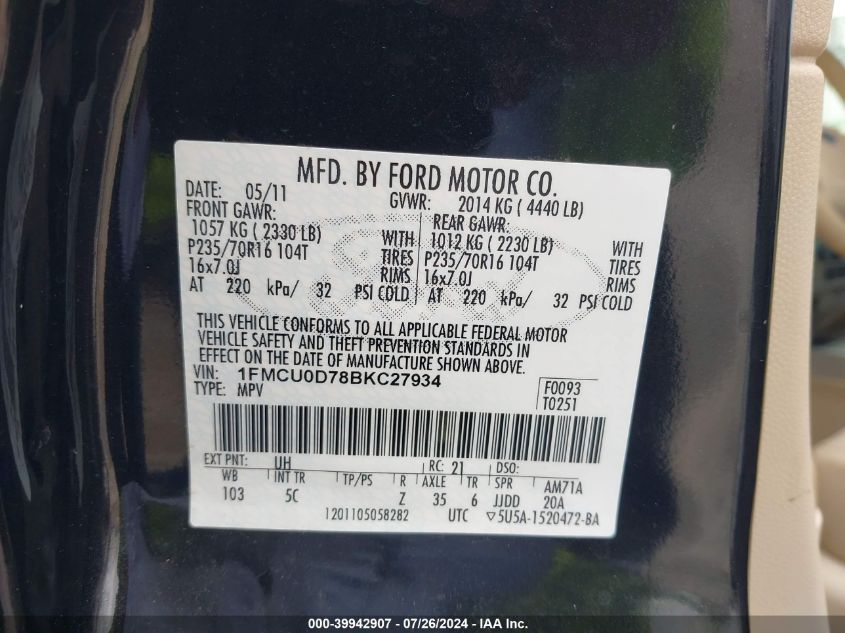 MFD. BY FORD MOTOR CO.
DATE: 05/11 GVWR: 2014 KG ( 4440 LB)
FRONT GAWR: REAR GAWR:
1057 KG ( 2330 LB) WITH 1012 KG ( 2230 LB) WITH
P235/70R16 104T TIRES P235/70R16 104T TIRES
16x7.0J RIMS 16x7.0J RIMS
AT 220 kPa/ 32 PSI COLD AT 220 kPa/ 32 PSI COLD
THIS VEHICLE CONFORMS TO ALL APPLICABLE FEDERAL MOTOR
VEHICLE SAFETY AND THEFT PREVENTION STANDARDS IN
EFFECT ON THE DATE OF MANUFACTURE SHOWN ABOVE.
VIN: 1FMCU0D78BKC27934 F0093
TYPE: MPV T0251
EXT PNT: UH RC: 21 DSO:
WB INT TR TP/PS R AXLE TR SPR AM71A
103 5C Z 35 6 JJDD 20A
1201105058282 UTC ▽5U5A-1520472-BA
000-39942907 - 07/26/2024 - IAA Inc.